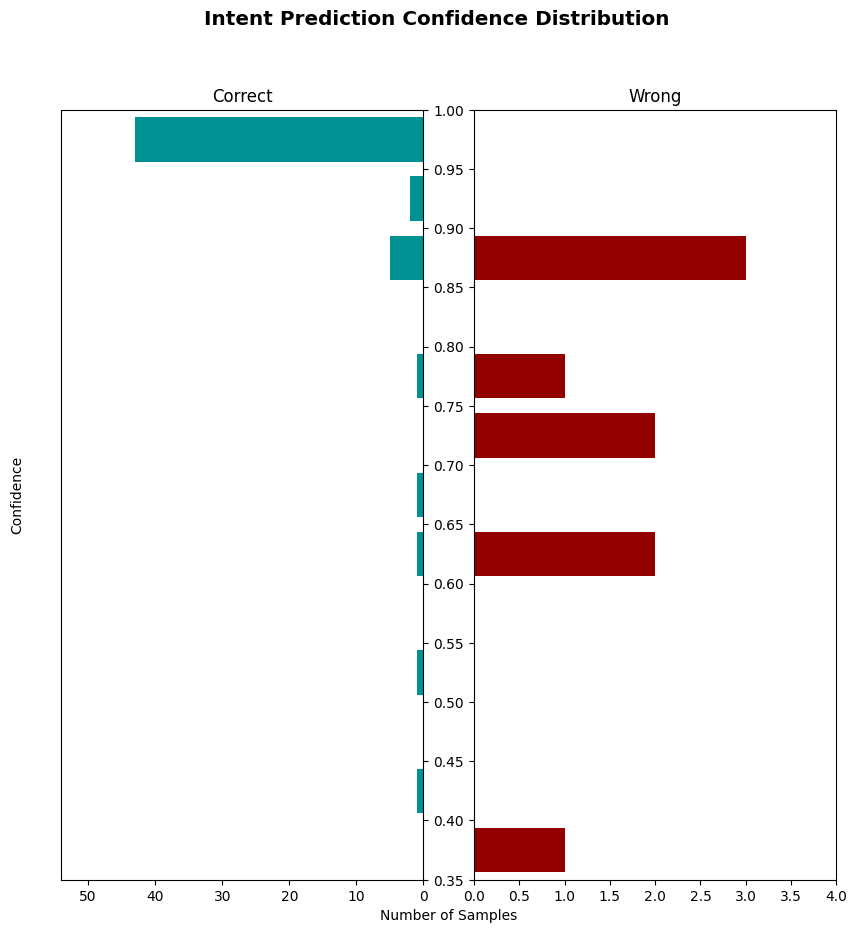 Intent Prediction Confidence Distribution
Correct
Wrong
1.00
0.95
0.90
0.85
0.80
0.75
0.70
0.65
0.60
0.55
0.50
0.45
0.40
0.35
Confidence
50 40 30 20 10 0
0.0 0.5 1.0 1.5 2.0 2.5 3.0 3.5 4.0
Number of Samples